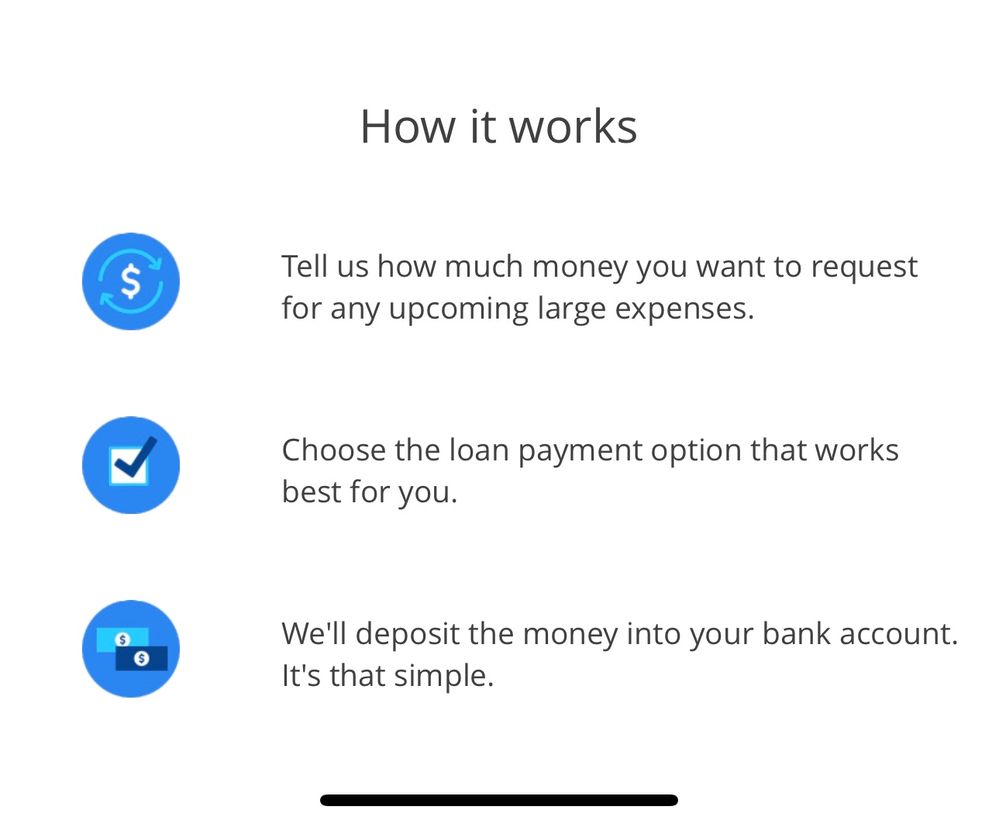 How it works
$
Tell us how much money you want to request
for any upcoming large expenses.
Choose the loan payment option that works
best for you.
$
$
We'll deposit the money into your bank account.
It's that simple.